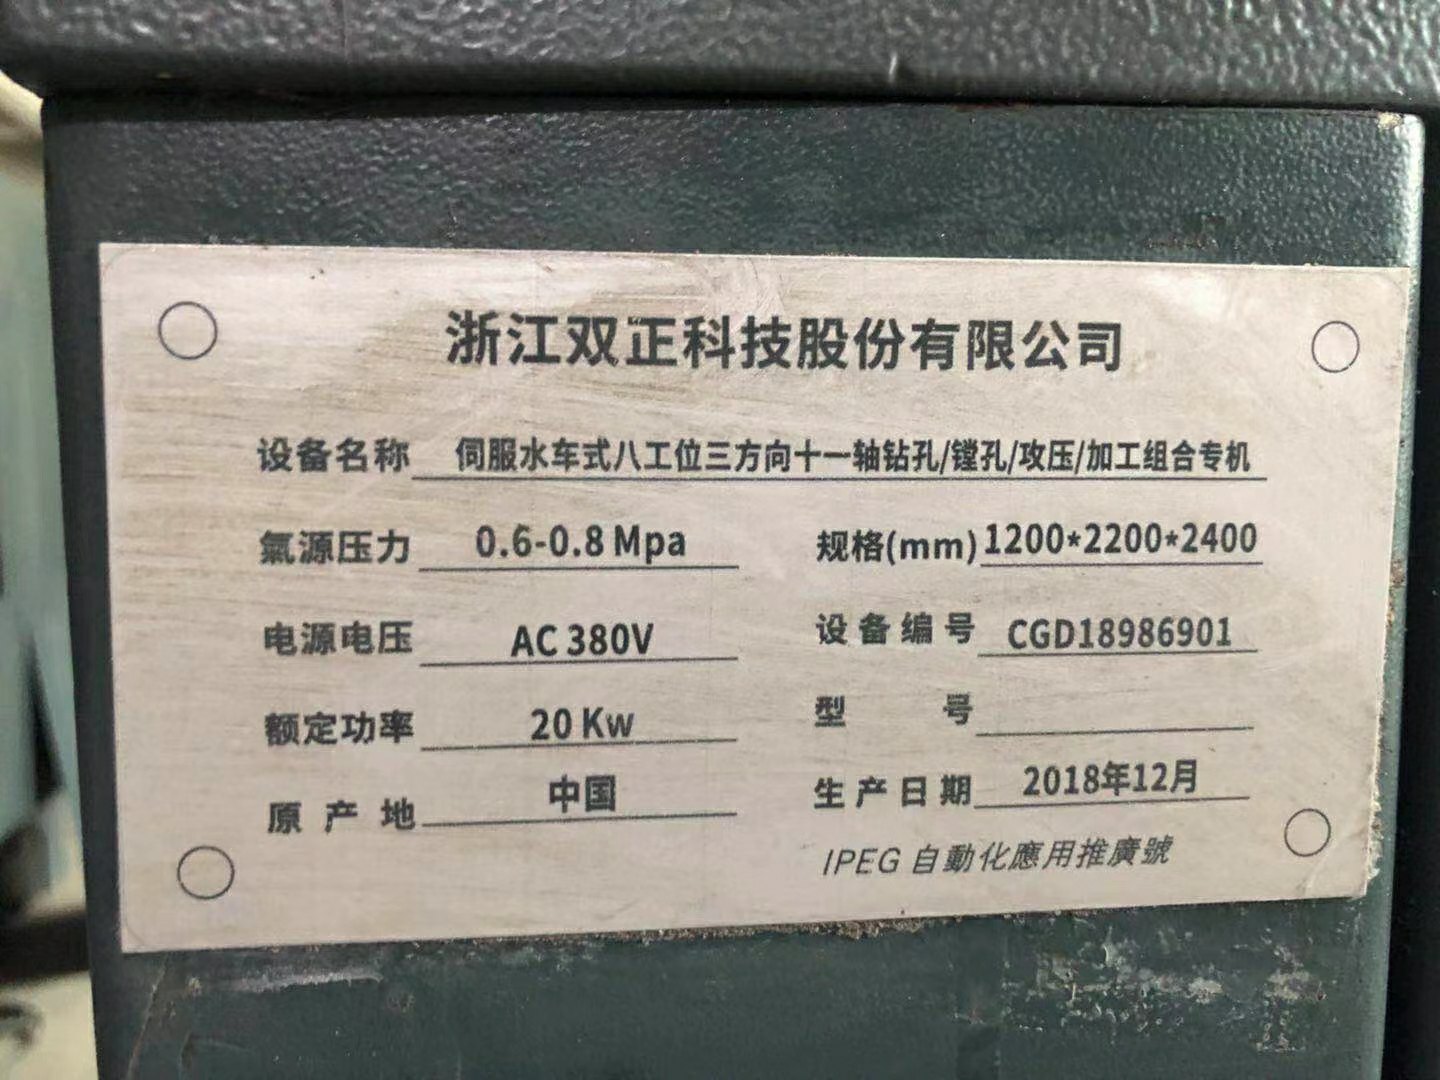 浙江双正科技股份有限公司
设备名称 伺服水车式八工位三方向十一轴钻孔/镗孔/攻压/加工组合专机
氣源压力 0.6-0.8 Mpa 规格(mm) 1200*2200*2400
电源电压 AC 380V 设备编号 CGD18986901
额定功率 20 Kw 型号
原产地 中国 生产日期 2018年12月
IPEG 自動化應用推廣號